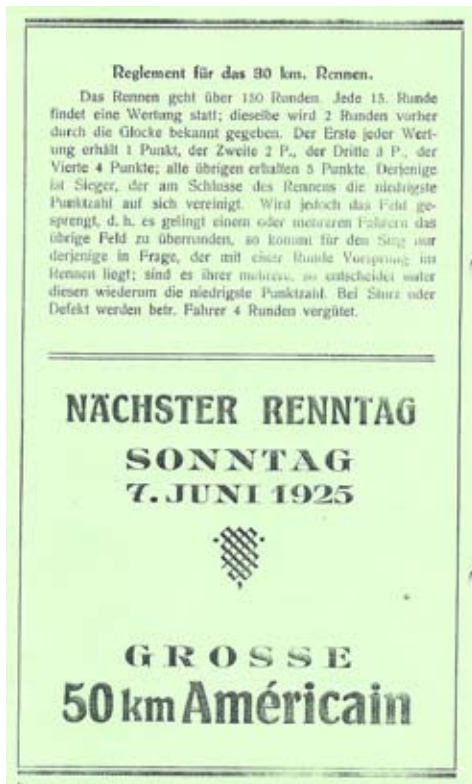 Reglement für das 30 km. Rennen.
Das Rennen geht über 150 Runden. Jede 15. Runde
findet eine Wertung statt; dieselbe wird 2 Runden vorher
durch die Glocke bekannt gegeben. Der Erste jeder Wert-
ung erhält 1 Punkt, der Zweite 2 P., der Dritte 3 P., der
Vierte 4 Punkte; alle übrigen erhalten 5 Punkte. Derjenige
ist Sieger, der am Schlusse des Rennens die niedrigste
Punktzahl auf sich vereinigt. Wird jedoch das Feld ge-
sprengt, d. h. es gelingt einem oder mehreren Fahrern das
übrige Feld zu überrunden, so kommt für den Sieg nur
derjenige in Frage, der mit einer Runde Vorsprung im
Rennen liegt; sind es ihrer mehrere, so entscheidet unter
diesen wiederum die niedrigste Punktzahl. Bei Sturz oder
Defekt werden betr. Fahrer 4 Runden vergütet.
NÄCHSTER RENNTAG
SONNTAG
7. JUNI 1925
GROSSE
50 km Américain